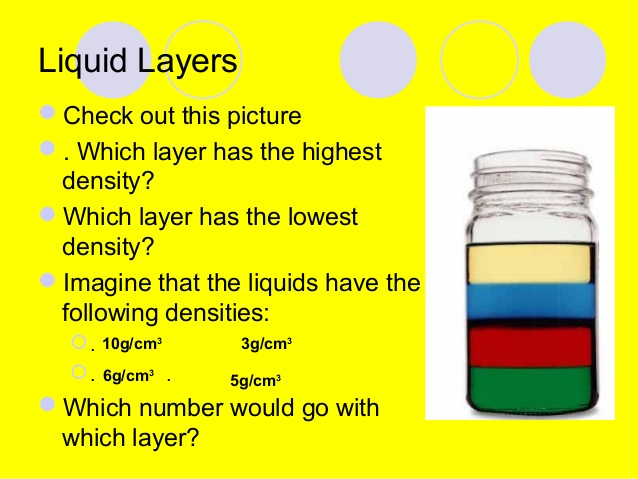 Liquid Layers
Check out this picture
. Which layer has the highest
density?
Which layer has the lowest
density?
Imagine that the liquids have the
following densities:
. 10g/cm³ 3g/cm³
. 6g/cm³ . 5g/cm³
Which number would go with
which layer?